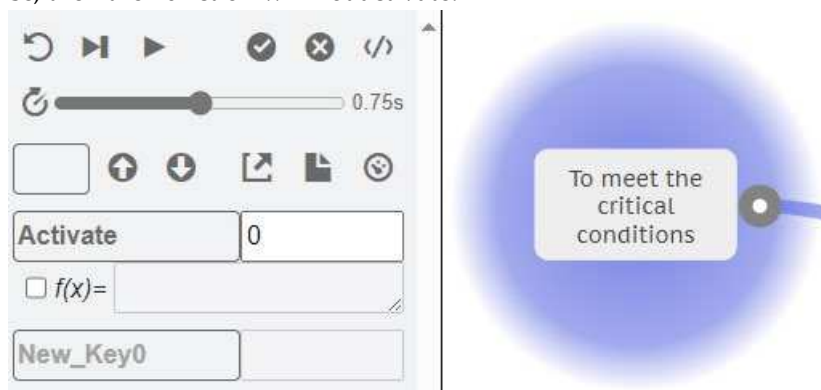 0.75s
Activate
0
f(x)=
New_Key0
To meet the
critical
conditions